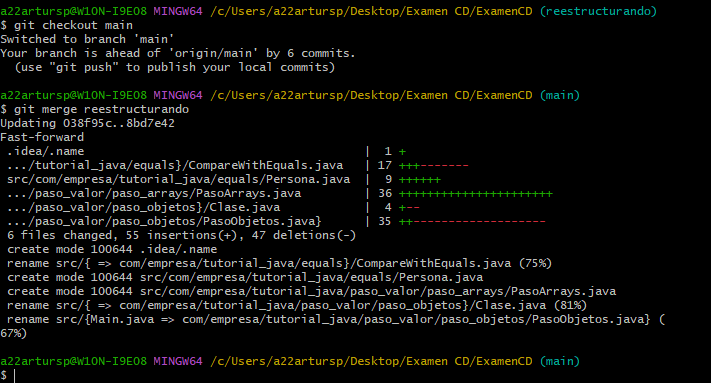 a22artursp@W10N-I9E08 MINGW64 /c/Users/a22artursp/Desktop/Examen CD/ExamenCD (reestructurando)
$ git checkout main
Switched to branch 'main'
Your branch is ahead of 'origin/main' by 6 commits.
  (use "git push" to publish your local commits)

a22artursp@W10N-I9E08 MINGW64 /c/Users/a22artursp/Desktop/Examen CD/ExamenCD (main)
$ git merge reestructurando
Updating 038f95c..8bd7e42
Fast-forward
 .idea/.name                                        |  1 +
 .../tutorial_java/equals}/CompareWithEquals.java   | 17 +++-------
 src/com/empresa/tutorial_java/equals/Persona.java  |  9 ++++++
 .../paso_valor/paso_arrays/PasoArrays.java         | 36 ++++++++++++++++++++++
 .../paso_valor/paso_objetos}/Clase.java            |  4 +--
 .../paso_valor/paso_objetos/PasoObjetos.java}      | 35 ++-------------------
 6 files changed, 55 insertions(+), 47 deletions(-)
 create mode 100644 .idea/.name
 rename src/{ => com/empresa/tutorial_java/equals}/CompareWithEquals.java (75%)
 create mode 100644 src/com/empresa/tutorial_java/equals/Persona.java
 create mode 100644 src/com/empresa/tutorial_java/paso_valor/paso_arrays/PasoArrays.java
 rename src/{ => com/empresa/tutorial_java/paso_valor/paso_objetos}/Clase.java (81%)
 rename src/{Main.java => com/empresa/tutorial_java/paso_valor/paso_objetos/PasoObjetos.java} (
67%)

a22artursp@W10N-I9E08 MINGW64 /c/Users/a22artursp/Desktop/Examen CD/ExamenCD (main)
$